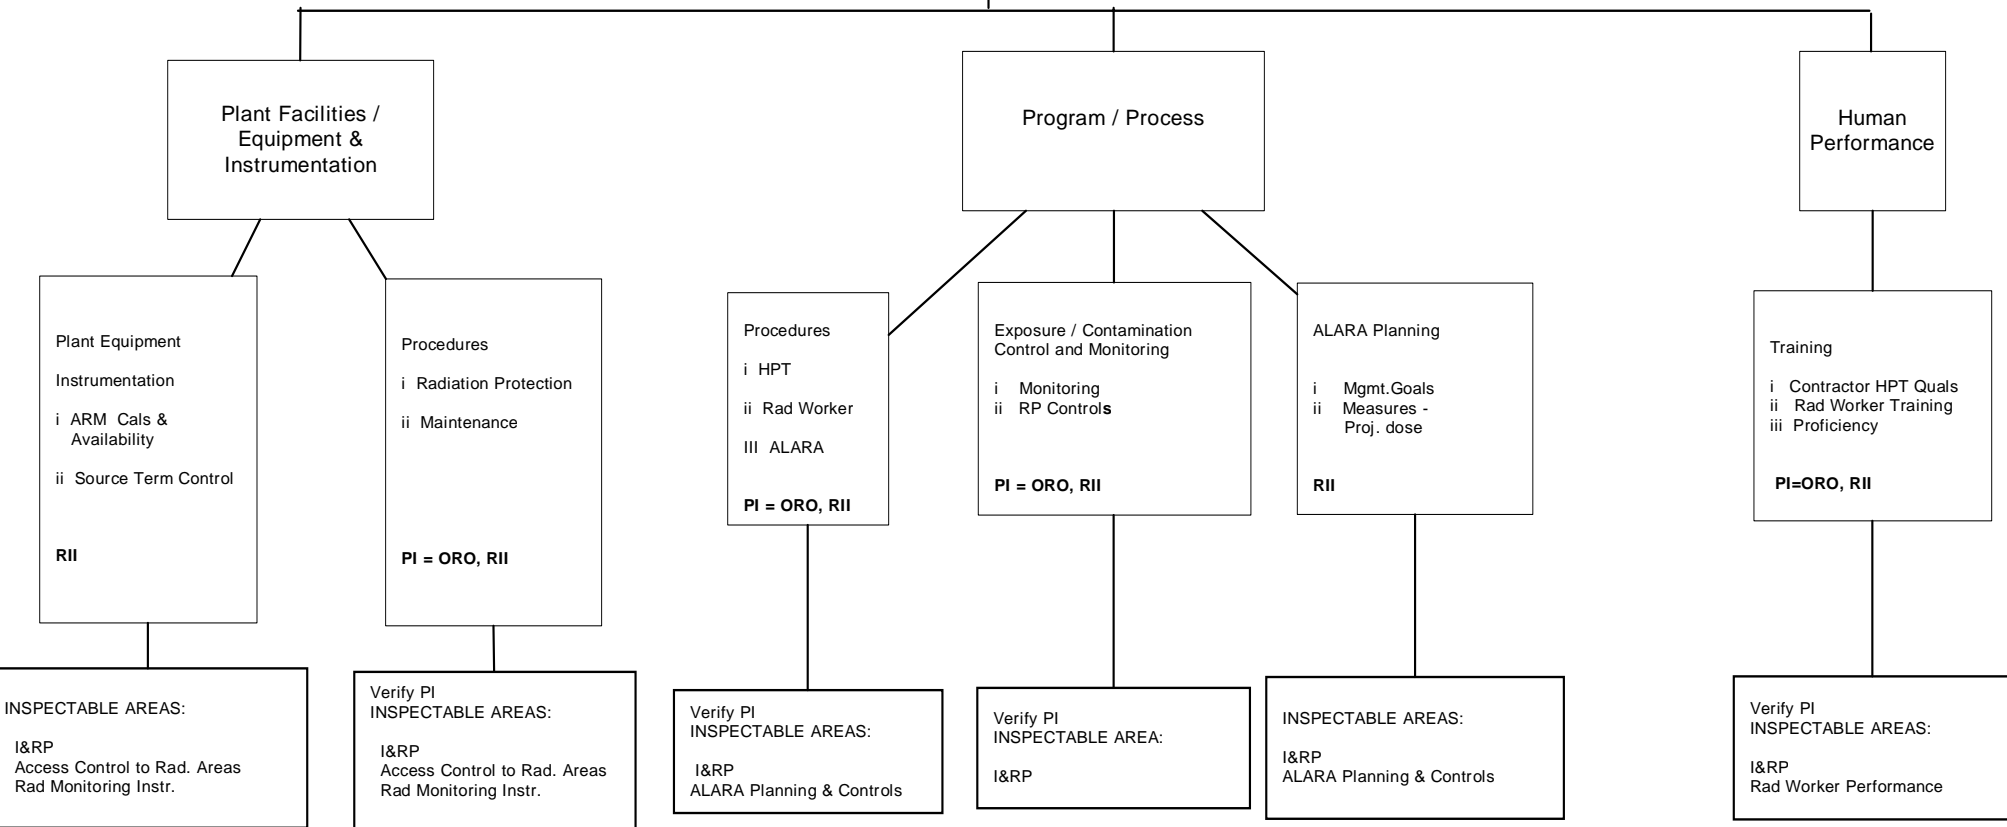 Plant Facilities /
Equipment &
Instrumentation
Program / Process
Human
Performance
Plant Equipment
Instrumentation
i ARM Cals &
Availability
ii Source Term Control
RII
Procedures
i Radiation Protection
ii Maintenance
PI = ORO, RII
Procedures
i HPT
ii Rad Worker
III ALARA
PI = ORO, RII
Exposure / Contamination
Control and Monitoring
i Monitoring
ii RP Controls
PI = ORO, RII
ALARA Planning
i Mgmt.Goals
ii Measures -
Proj. dose
RII
Training
i Contractor HPT Quals
ii Rad Worker Training
iii Proficiency
PI=ORO, RII
INSPECTABLE AREAS:
I&RP
Access Control to Rad. Areas
Rad Monitoring Instr.
Verify PI
INSPECTABLE AREAS:
I&RP
Access Control to Rad. Areas
Rad Monitoring Instr.
Verify PI
INSPECTABLE AREAS:
I&RP
ALARA Planning & Controls
Verify PI
INSPECTABLE AREA:
I&RP
INSPECTABLE AREAS:
I&RP
ALARA Planning & Controls
Verify PI
INSPECTABLE AREAS:
I&RP
Rad Worker Performance